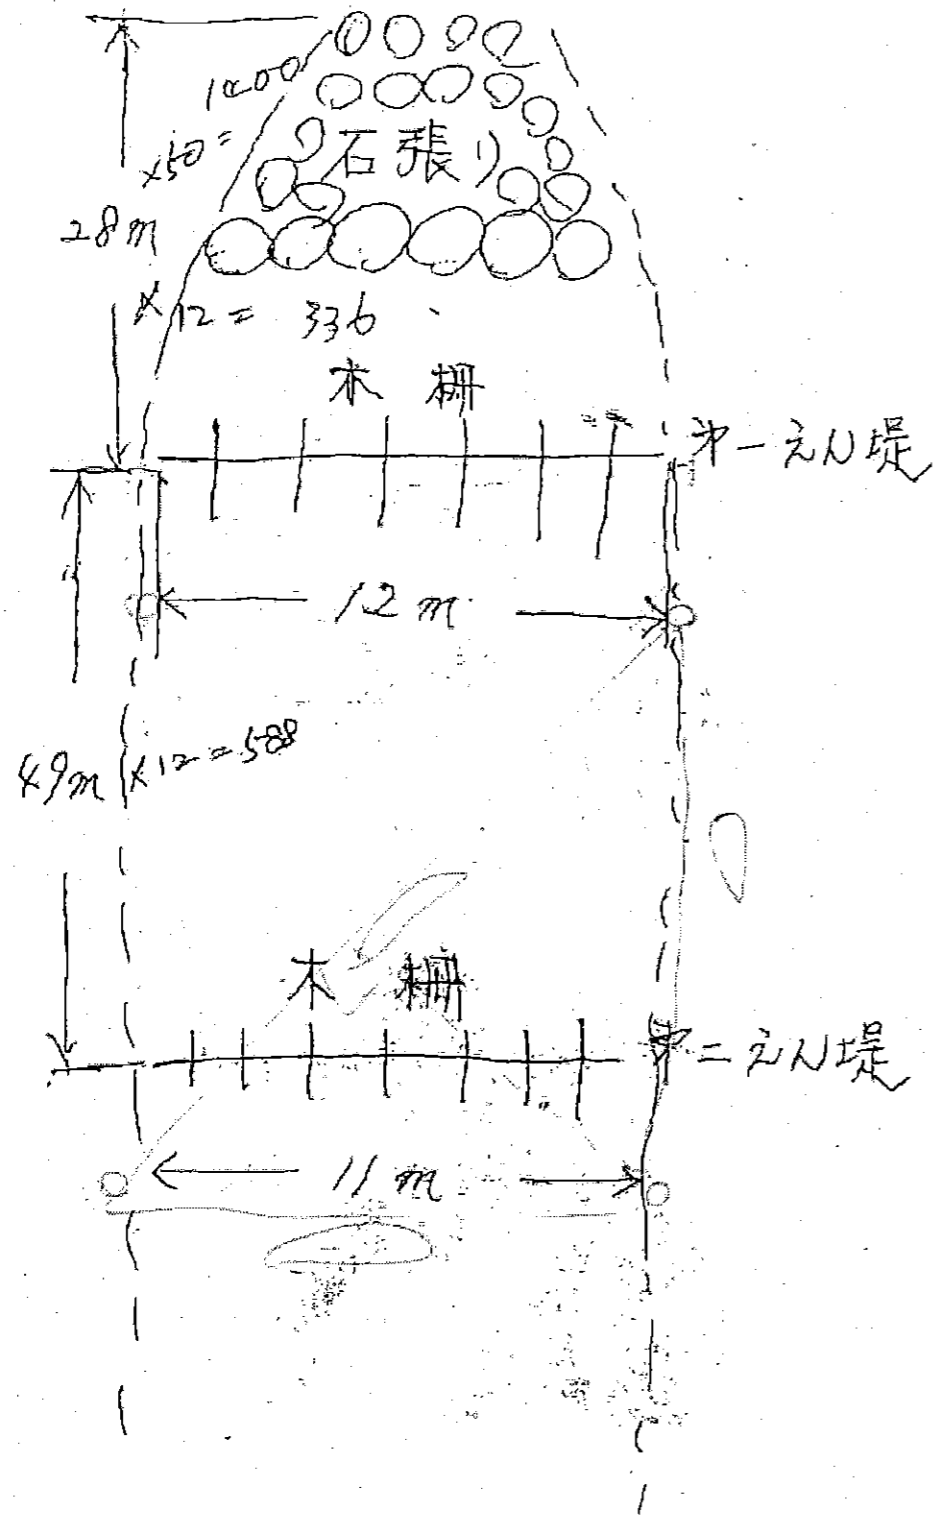 1400
×50=
石張り
28m
×12= 336
木柵
第一えん堤
12m
49m ×12=588
木柵
第二えん堤
11m